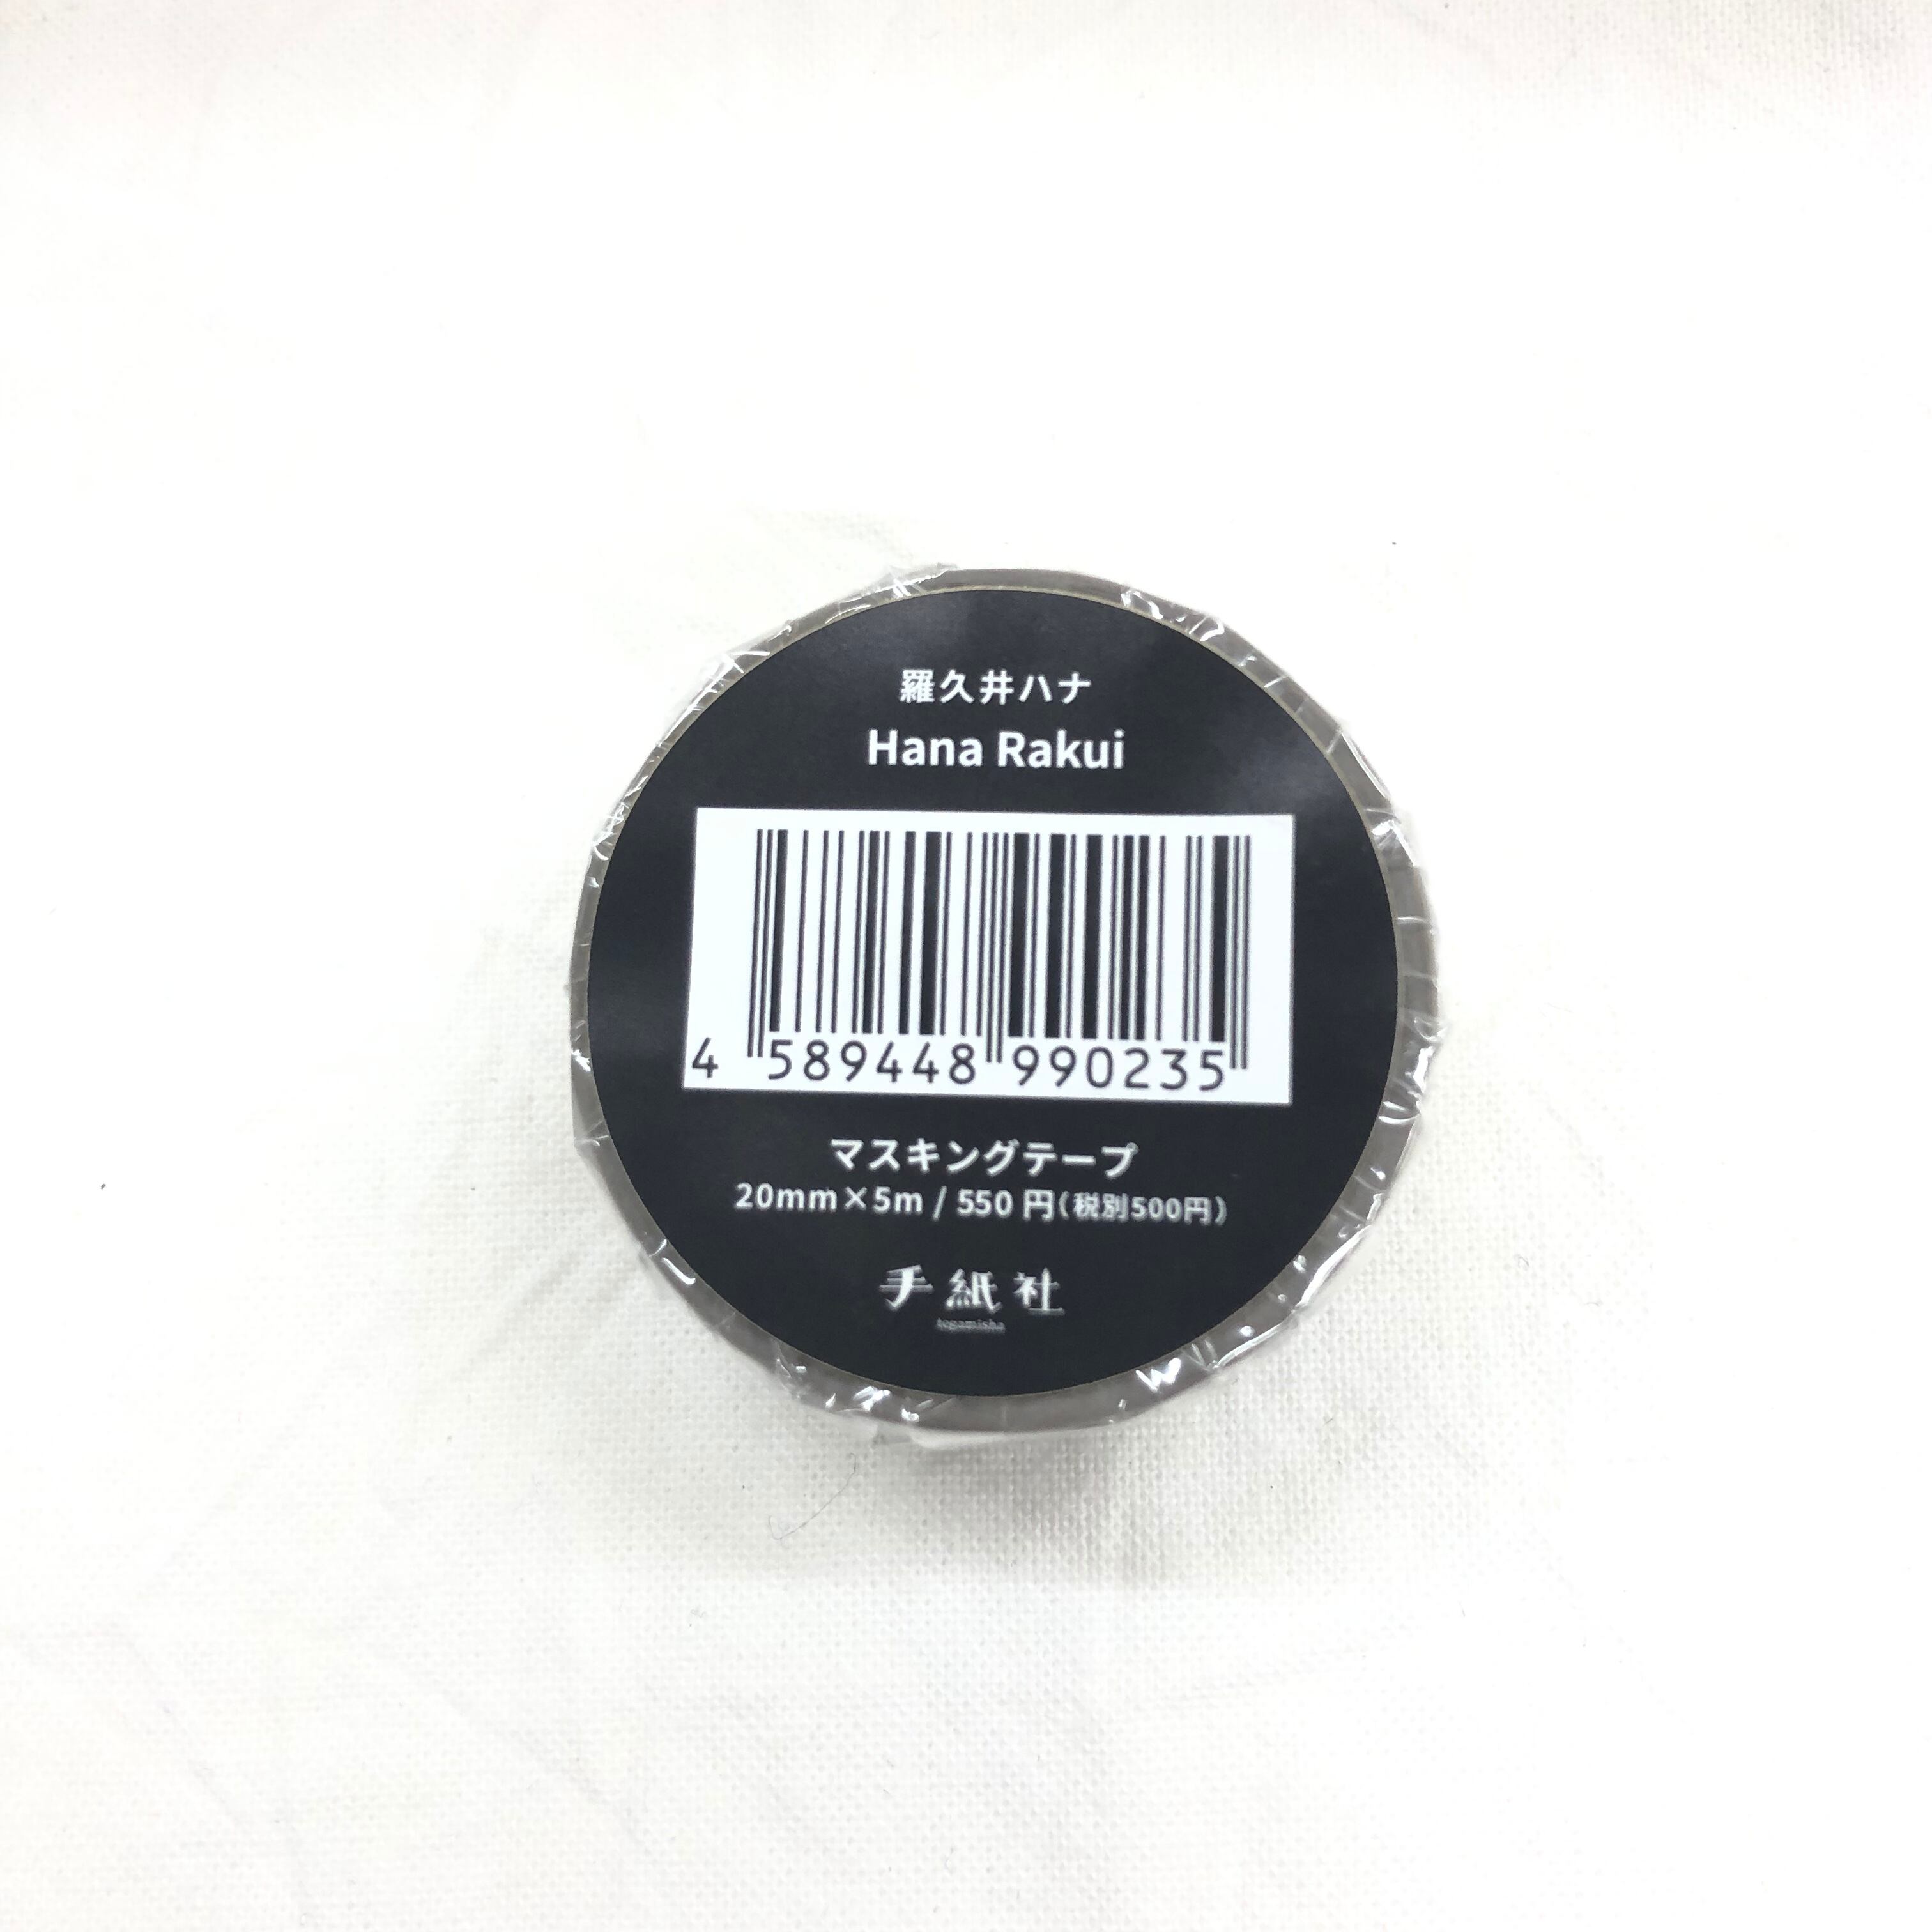 羅久井ハナ
Hana Rakui
4 589448 990235
マスキングテープ
20mm×5m / 550 円(税別500円)
手紙社
tegamisha